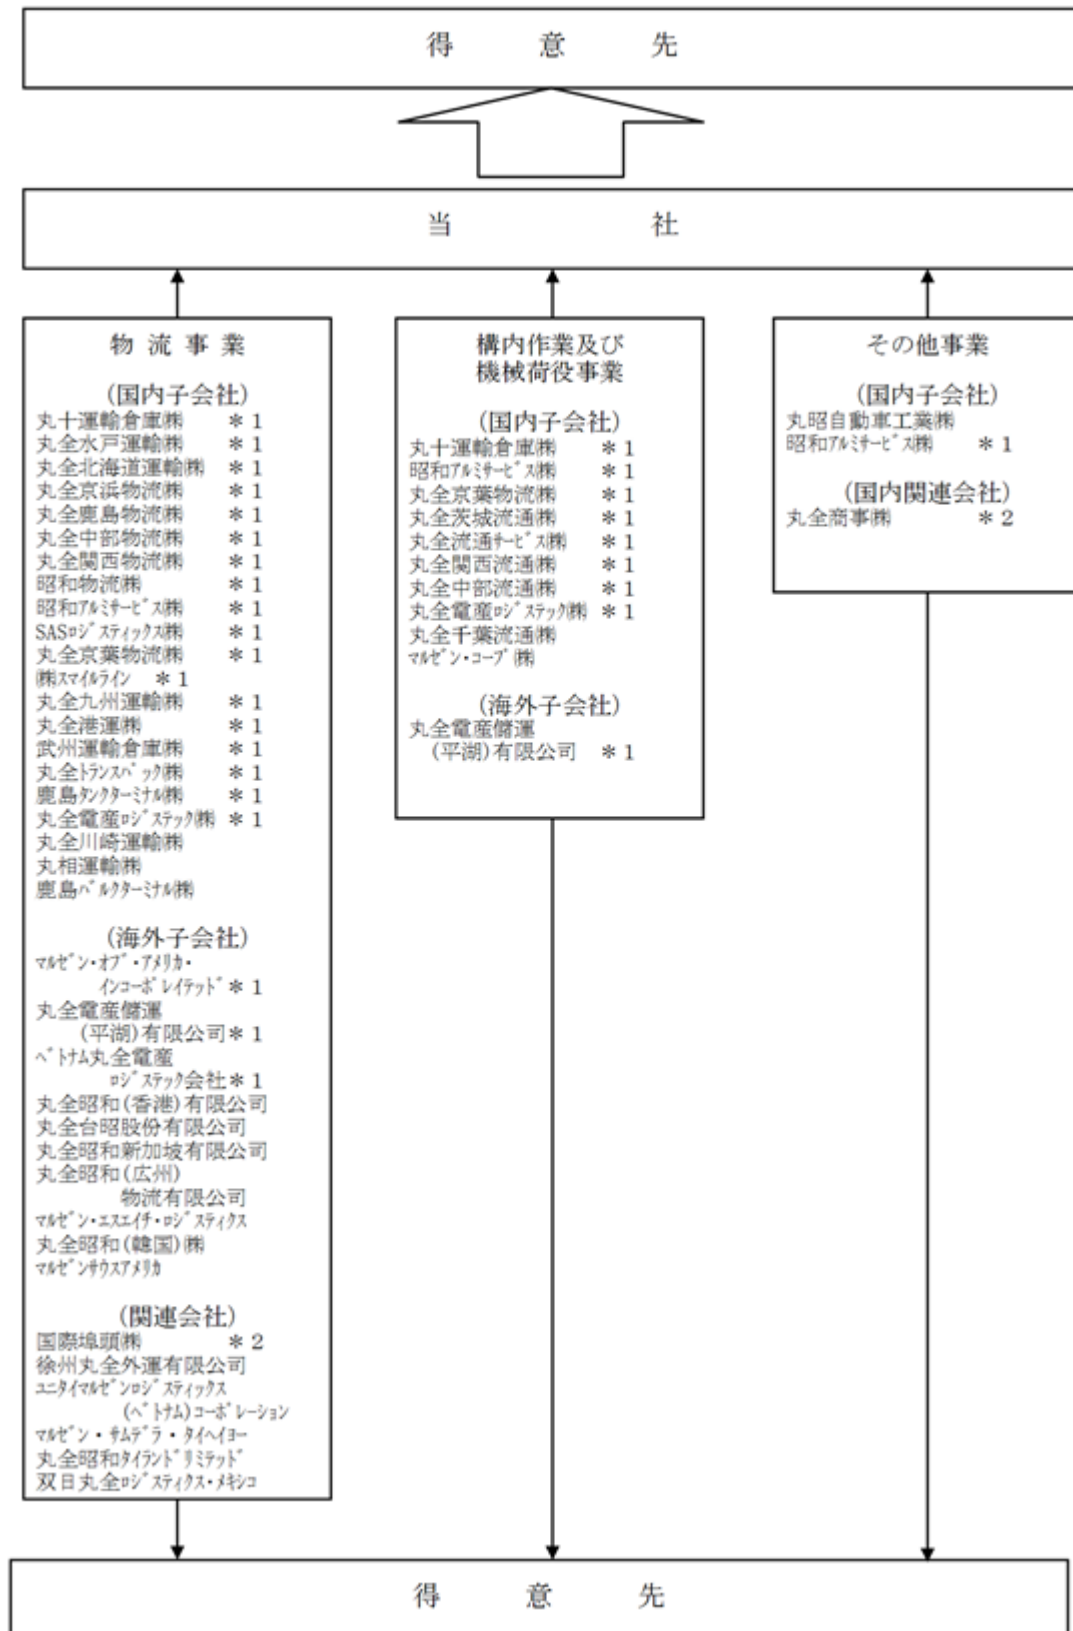 得　意　先
当　社
物 流 事 業
(国内子会社)
丸十運輸倉庫㈱ ＊1
丸全水戸運輸㈱ ＊1
丸全北海道運輸㈱ ＊1
丸全京浜物流㈱ ＊1
丸全鹿島物流㈱ ＊1
丸全中部物流㈱ ＊1
丸全関西物流㈱ ＊1
昭和物流㈱ ＊1
昭和ｱﾙﾐｻｰﾋﾞｽ㈱ ＊1
SASﾛｼﾞｽﾃｨｯｸｽ㈱ ＊1
丸全京葉物流㈱ ＊1
㈱ｽﾏｲﾙﾗｲﾝ ＊1
丸全九州運輸㈱ ＊1
丸全港運㈱ ＊1
武州運輸倉庫㈱ ＊1
丸全ﾄﾗﾝｽﾊﾟｯｸ㈱ ＊1
鹿島ﾀﾝｸﾀｰﾐﾅﾙ㈱ ＊1
丸全電産ﾛｼﾞｽﾃｯｸ㈱ ＊1
丸全川崎運輸㈱
丸相運輸㈱
鹿島ﾊﾞﾙｸﾀｰﾐﾅﾙ㈱
(海外子会社)
ﾏﾙｾﾞﾝ･ｵﾌﾞ･ｱﾒﾘｶ･
ｲﾝｺｰﾎﾟﾚｲﾃｯﾄﾞ＊1
丸全電産儲運
(平湖)有限公司＊1
ﾍﾞﾄﾅﾑ丸全電産
ﾛｼﾞｽﾃｯｸ会社＊1
丸全昭和(香港)有限公司
丸全台昭股份有限公司
丸全昭和新加坡有限公司
丸全昭和(広州)
物流有限公司
ﾏﾙｾﾞﾝ･ｴｽｴｲﾁ･ﾛｼﾞｽﾃｨｸｽ
丸全昭和(韓国)㈱
ﾏﾙｾﾞﾝｻｳｽｱﾒﾘｶ
(関連会社)
国際埠頭㈱ ＊2
徐州丸全外運有限公司
ﾕﾆﾀｲﾏﾙｾﾞﾝﾛｼﾞｽﾃｨｯｸｽ
(ﾍﾞﾄﾅﾑ)ｺｰﾎﾟﾚｰｼｮﾝ
ﾏﾙｾﾞﾝ・ｻﾑﾃﾞﾗ・ﾀｲﾍｲﾖｰ
丸全昭和ﾀｲﾗﾝﾄﾞﾘﾐﾃｯﾄﾞ
双日丸全ﾛｼﾞｽﾃｨｸｽ･ﾒｷｼｺ
構内作業及び
機械荷役事業
(国内子会社)
丸十運輸倉庫㈱ ＊1
昭和ｱﾙﾐｻｰﾋﾞｽ㈱ ＊1
丸全京葉物流㈱ ＊1
丸全茨城流通㈱ ＊1
丸全流通ｻｰﾋﾞｽ㈱ ＊1
丸全関西流通㈱ ＊1
丸全中部流通㈱ ＊1
丸全電産ﾛｼﾞｽﾃｯｸ㈱ ＊1
丸全千葉流通㈱
ﾏﾙｾﾞﾝ･ｺｰﾌﾟ㈱
(海外子会社)
丸全電産儲運
(平湖)有限公司 ＊1
その他事業
(国内子会社)
丸昭自動車工業㈱
昭和ｱﾙﾐｻｰﾋﾞｽ㈱ ＊1
(国内関連会社)
丸全商事㈱ ＊2
得　意　先